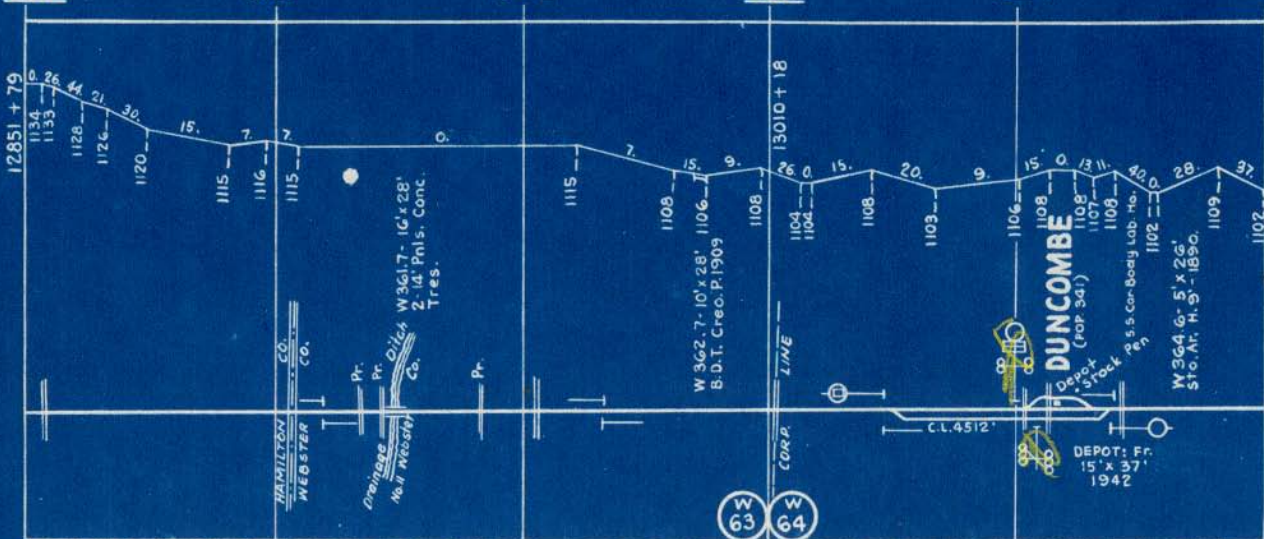 12851 + 79
0. 26. 44. 21. 30. 15. 7. 7. 0. 7. 15. 9. 26. 0. 15. 20. 9. 15. 0. 13. 11. 40. 0. 28. 37.
1134 1133 1128 1126 1120 1115 1116 1115 1115 1108 1106 1108 1104 1104 1108 1103 1106 1108 1108 1107 1108 1102 1109 1102
13010 + 18
HAMILTON CO.
WEBSTER CO.
Pr.
Pr.
Drainage Ditch
No.11 Webster Co.
W361.7- 16' x 28'
2-14' Pnls. Conc.
Tres.
Pr.
W362.7- 10' x 28'
B.D.T. Creo. P.1909
CORP. LINE
W 63
W 64
C.L.4512'
DUNCOMBE
(POP. 341)
Depot
Stock Pen
S.S. Car Body Lab. Ho.
W364.6- 5' x 26'
Sto. Ar. H.9'-1890.
DEPOT: Fr.
15' x 37'
1942